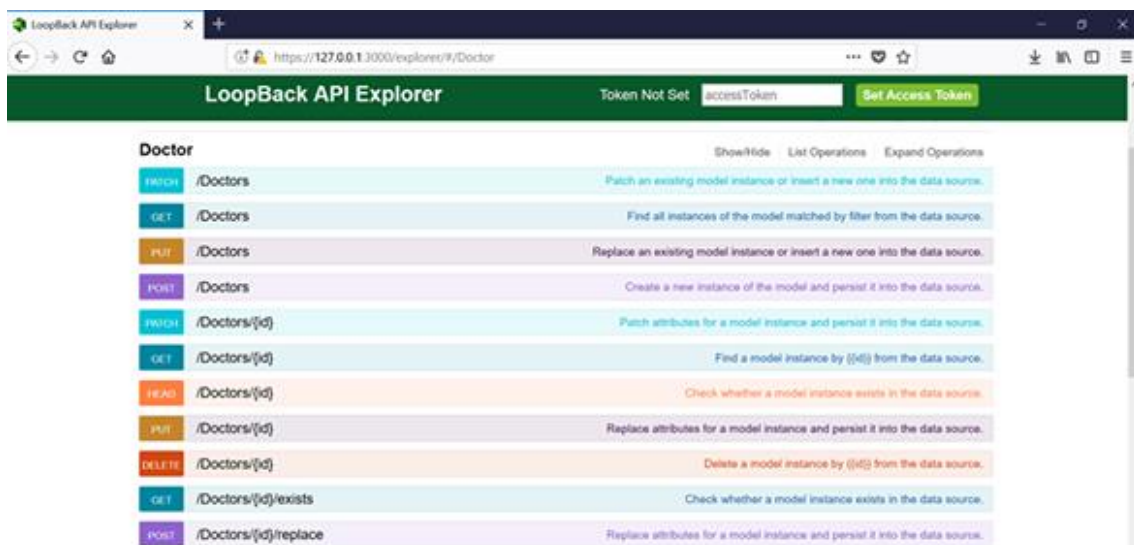 LoopBack API Explorer
https://127.0.0.1:3000/explorer/#/Doctor
LoopBack API Explorer Token Not Set accessToken Set Access Token
Doctor Show/Hide List Operations Expand Operations
PATCH /Doctors Patch an existing model instance or insert a new one into the data source.
GET /Doctors Find all instances of the model matched by filter from the data source.
PUT /Doctors Replace an existing model instance or insert a new one into the data source.
POST /Doctors Create a new instance of the model and persist it into the data source.
PATCH /Doctors/{id} Patch attributes for a model instance and persist it into the data source.
GET /Doctors/{id} Find a model instance by {{id}} from the data source.
HEAD /Doctors/{id} Check whether a model instance exists in the data source.
PUT /Doctors/{id} Replace attributes for a model instance and persist it into the data source.
DELETE /Doctors/{id} Delete a model instance by {{id}} from the data source.
GET /Doctors/{id}/exists Check whether a model instance exists in the data source.
POST /Doctors/{id}/replace Replace attributes for a model instance and persist it into the data source.